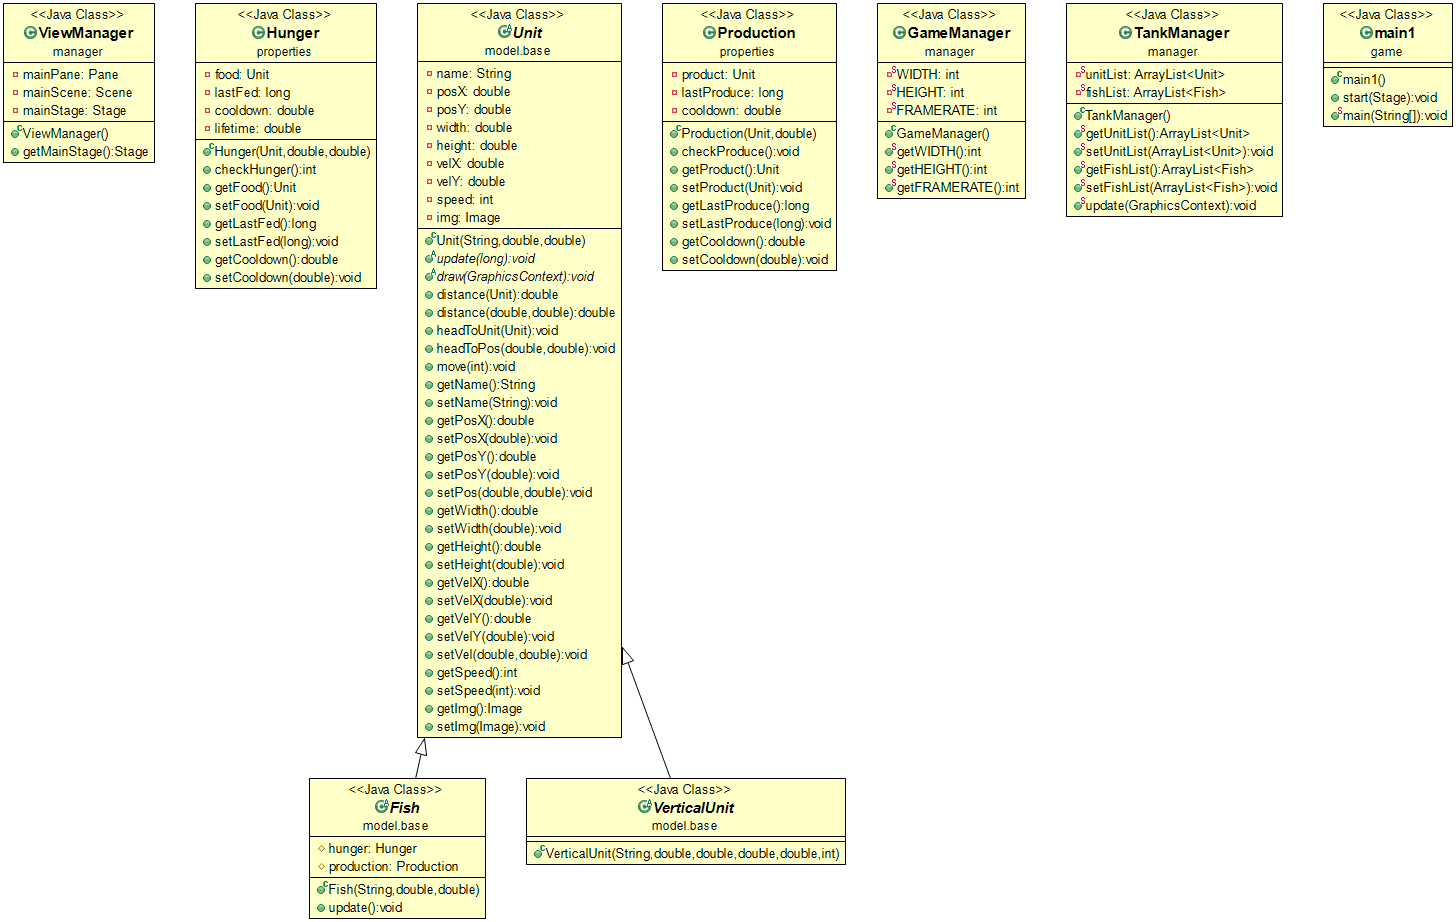 <<Java Class>>
ViewManager
manager
mainPane: Pane
mainScene: Scene
mainStage: Stage
ViewManager()
getMainStage():Stage
<<Java Class>>
Hunger
properties
food: Unit
lastFed: long
cooldown: double
lifetime: double
Hunger(Unit,double,double)
checkHunger():int
getFood():Unit
setFood(Unit):void
getLastFed():long
setLastFed(long):void
getCooldown():double
setCooldown(double):void
<<Java Class>>
Unit
model.base
name: String
posX: double
posY: double
width: double
height: double
velX: double
velY: double
speed: int
img: Image
Unit(String,double,double)
update(long):void
draw(GraphicsContext):void
distance(Unit):double
distance(double,double):double
headToUnit(Unit):void
headToPos(double,double):void
move(int):void
getName():String
setName(String):void
getPosX():double
setPosX(double):void
getPosY():double
setPosY(double):void
setPos(double,double):void
getWidth():double
setWidth(double):void
getHeight():double
setHeight(double):void
getVelX():double
setVelX(double):void
getVelY():double
setVelY(double):void
setVel(double,double):void
getSpeed():int
setSpeed(int):void
getImg():Image
setImg(Image):void
<<Java Class>>
Production
properties
product: Unit
lastProduce: long
cooldown: double
Production(Unit,double)
checkProduce():void
getProduct():Unit
setProduct(Unit):void
getLastProduce():long
setLastProduce(long):void
getCooldown():double
setCooldown(double):void
<<Java Class>>
GameManager
manager
WIDTH: int
HEIGHT: int
FRAMERATE: int
GameManager()
getWIDTH():int
getHEIGHT():int
getFRAMERATE():int
<<Java Class>>
TankManager
manager
unitList: ArrayList<Unit>
fishList: ArrayList<Fish>
TankManager()
getUnitList():ArrayList<Unit>
setUnitList(ArrayList<Unit>):void
getFishList():ArrayList<Fish>
setFishList(ArrayList<Fish>):void
update(GraphicsContext):void
<<Java Class>>
main1
game
main1()
start(Stage):void
main(String[]):void
<<Java Class>>
Fish
model.base
hunger: Hunger
production: Production
Fish(String,double,double)
update():void
<<Java Class>>
VerticalUnit
model.base
VerticalUnit(String,double,double,double,double,int)